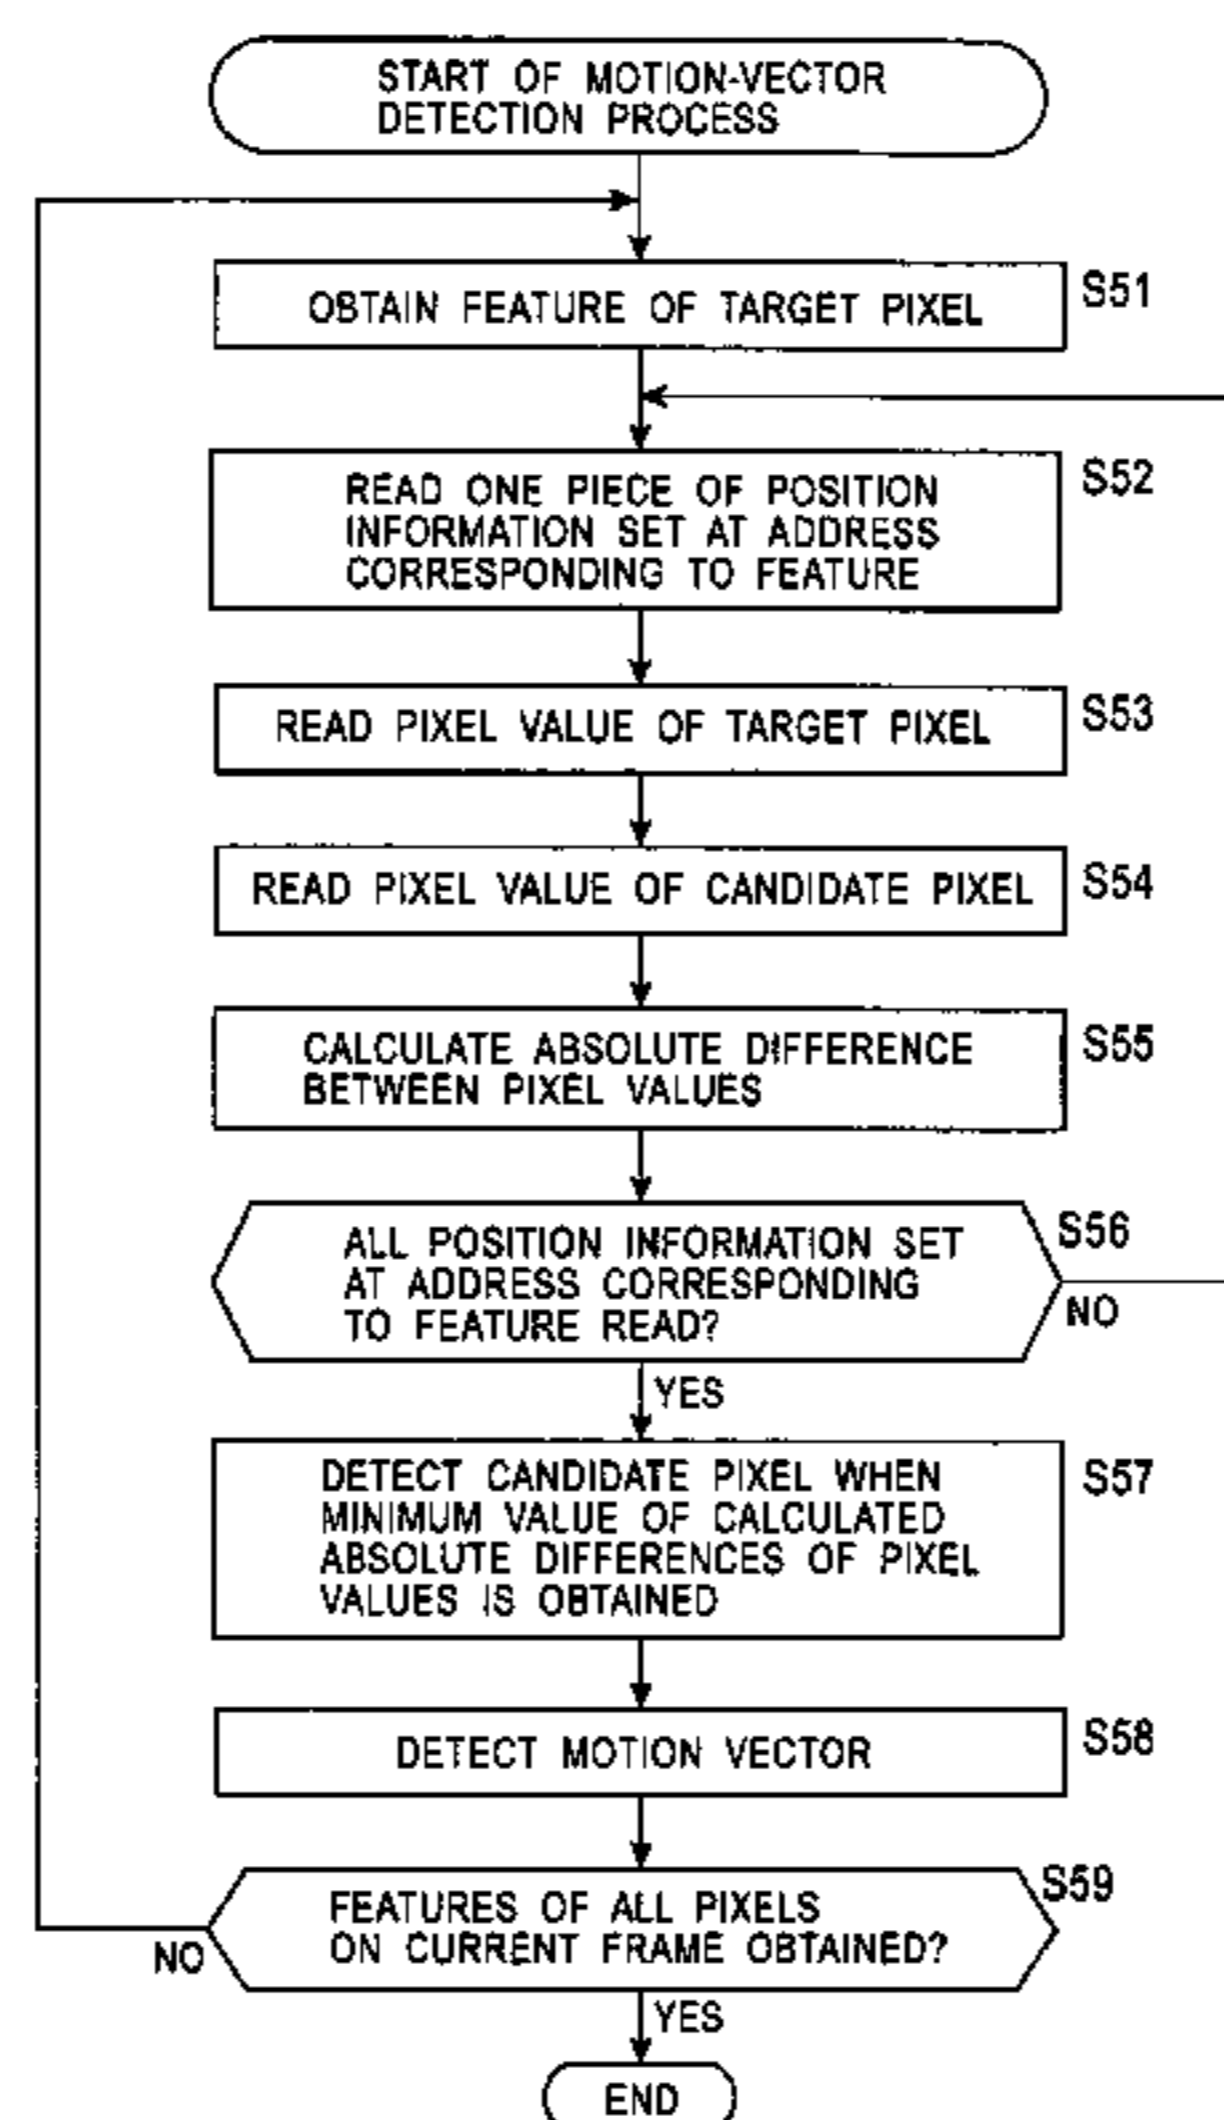 START OF MOTION-VECTOR
DETECTION PROCESS
OBTAIN FEATURE OF TARGET PIXEL
S51
READ ONE PIECE OF POSITION
INFORMATION SET AT ADDRESS
CORRESPONDING TO FEATURE
S52
READ PIXEL VALUE OF TARGET PIXEL
S53
READ PIXEL VALUE OF CANDIDATE PIXEL
S54
CALCULATE ABSOLUTE DIFFERENCE
BETWEEN PIXEL VALUES
S55
ALL POSITION INFORMATION SET
AT ADDRESS CORRESPONDING
TO FEATURE READ?
S56
NO
YES
DETECT CANDIDATE PIXEL WHEN
MINIMUM VALUE OF CALCULATED
ABSOLUTE DIFFERENCES OF PIXEL
VALUES IS OBTAINED
S57
DETECT MOTION VECTOR
S58
FEATURES OF ALL PIXELS
ON CURRENT FRAME OBTAINED?
S59
NO
YES
END